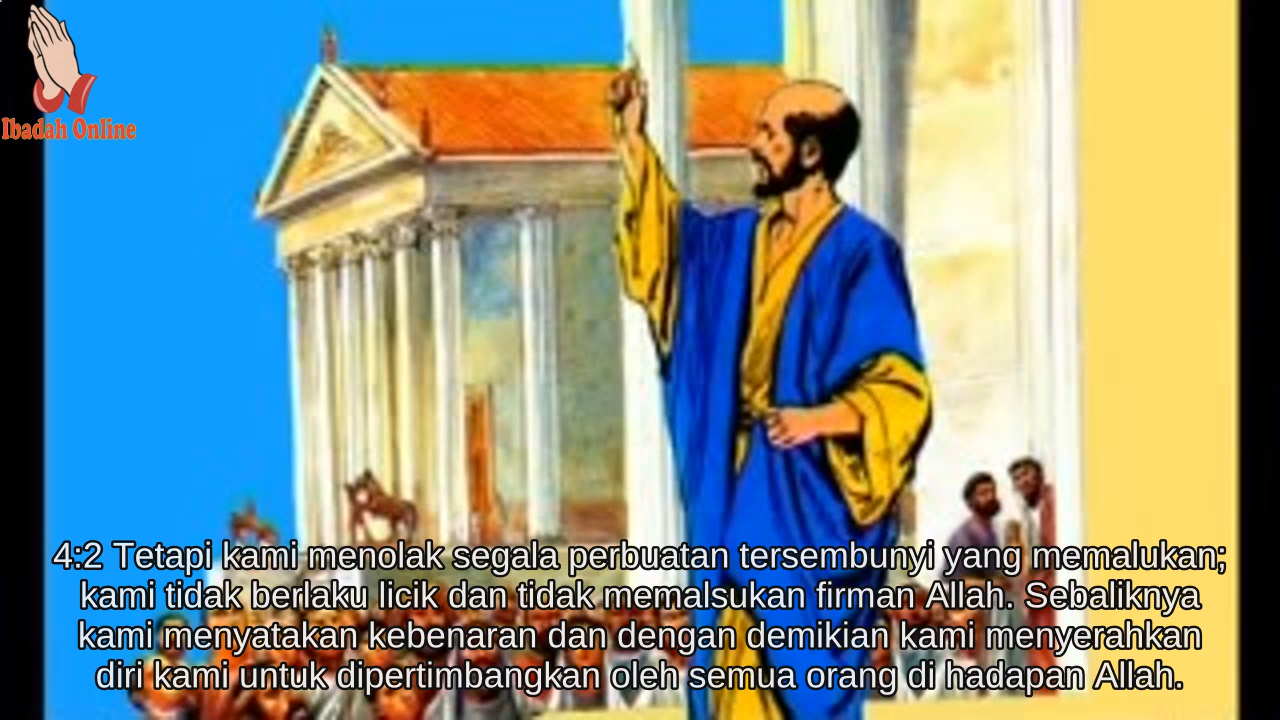 Ibadah Online
4:2 Tetapi kami menolak segala perbuatan tersembunyi yang memalukan;
kami tidak berlaku licik dan tidak memalsukan firman Allah. Sebaliknya
kami menyatakan kebenaran dan dengan demikian kami menyerahkan
diri kami untuk dipertimbangkan oleh semua orang di hadapan Allah.